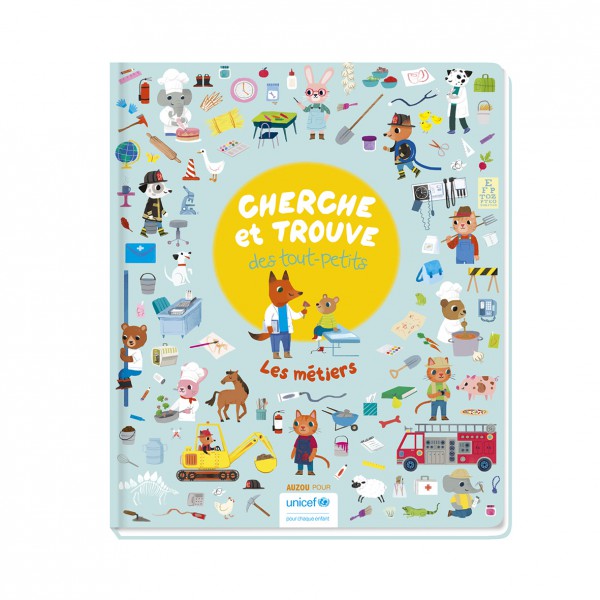 CHERCHE
et TROUVE
des tout-petits
Les métiers
E
F P
T O Z
AUZOU POUR
unicef
pour chaque enfant